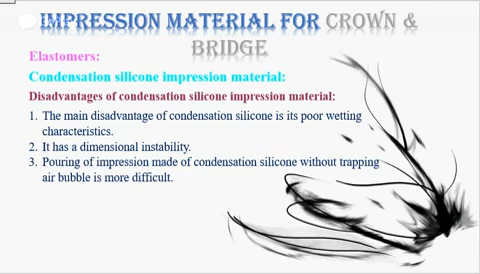 IMPRESSION MATERIAL FOR CROWN &
BRIDGE
Elastomers:
Condensation silicone impression material:
Disadvantages of condensation silicone impression material:
1. The main disadvantage of condensation silicone is its poor wetting
characteristics.
2. It has a dimensional instability.
3. Pouring of impression made of condensation silicone without trapping
air bubble is more difficult.